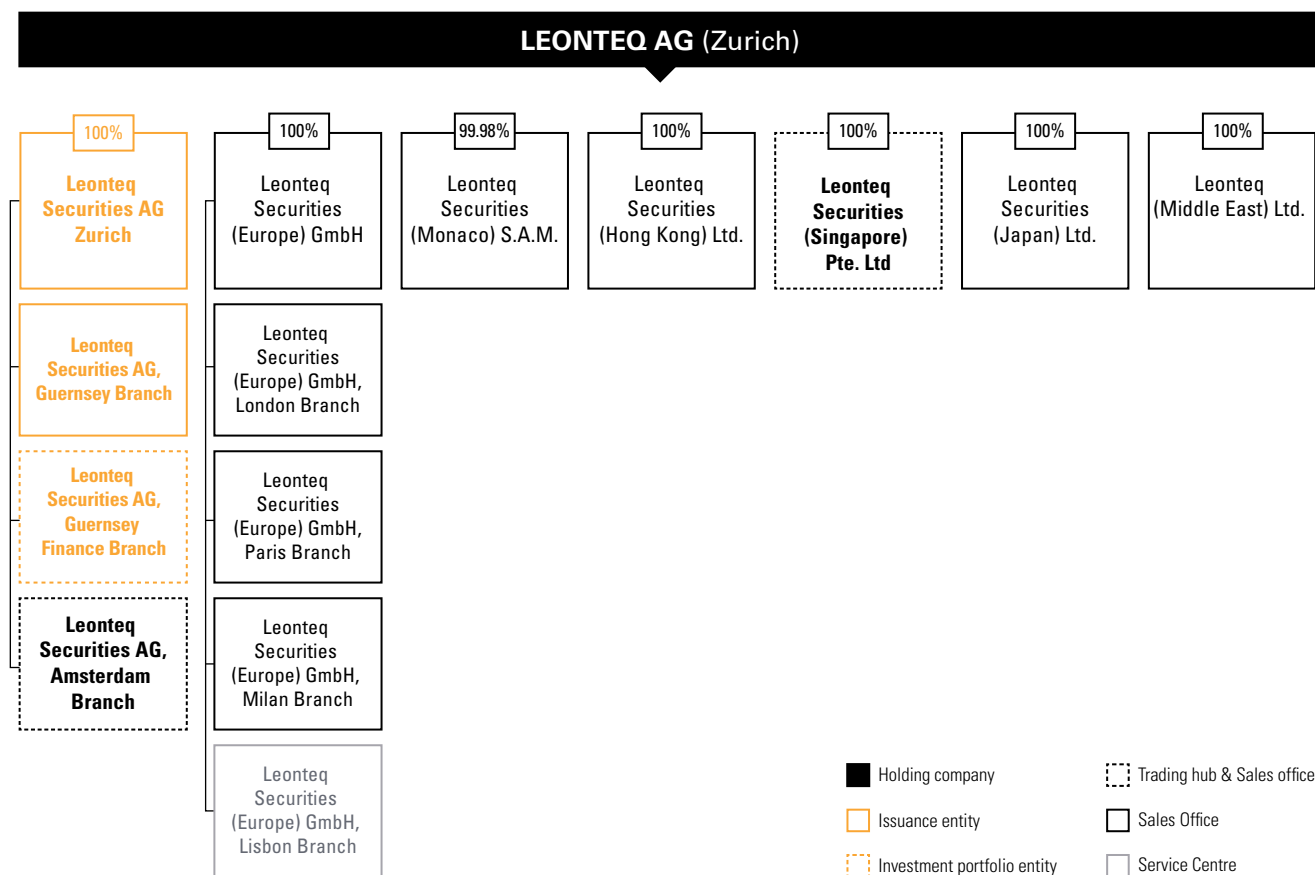 LEONTEQ AG (Zurich)
100%
Leonteq
Securities AG
Zurich
100%
Leonteq
Securities
(Europe) GmbH
99.98%
Leonteq
Securities
(Monaco) S.A.M.
100%
Leonteq
Securities
(Hong Kong) Ltd.
100%
Leonteq
Securities
(Singapore)
Pte. Ltd
100%
Leonteq
Securities
(Japan) Ltd.
100%
Leonteq
(Middle East) Ltd.
Leonteq
Securities AG,
Guernsey Branch
Leonteq
Securities
(Europe) GmbH,
London Branch
Leonteq
Securities AG,
Guernsey
Finance Branch
Leonteq
Securities
(Europe) GmbH,
Paris Branch
Leonteq
Securities AG,
Amsterdam
Branch
Leonteq
Securities
(Europe) GmbH,
Milan Branch
Leonteq
Securities
(Europe) GmbH,
Lisbon Branch
Holding company
Issuance entity
Investment portfolio entity
Trading hub & Sales office
Sales Office
Service Centre